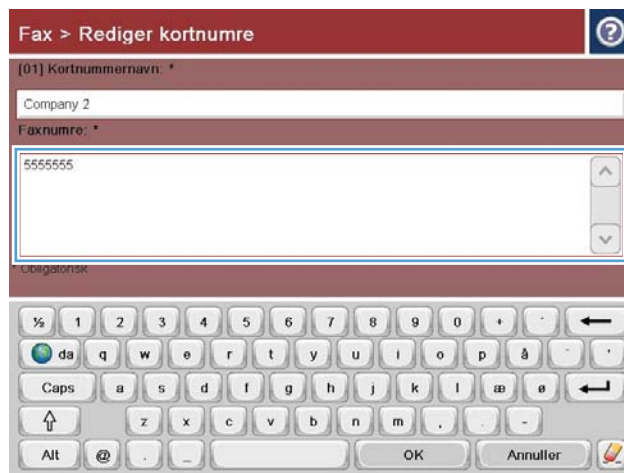 Fax > Rediger kortnumre
?
[01] Kortnummernavn: *
Company 2
Faxnumre: *
5555555
* Obligatorisk
½ 1 2 3 4 5 6 7 8 9 0 +
da q w e r t y u i o p å
Caps a s d f g h j k l æ ø
z x c v b n m , . -
Alt @ . _ OK Annuller